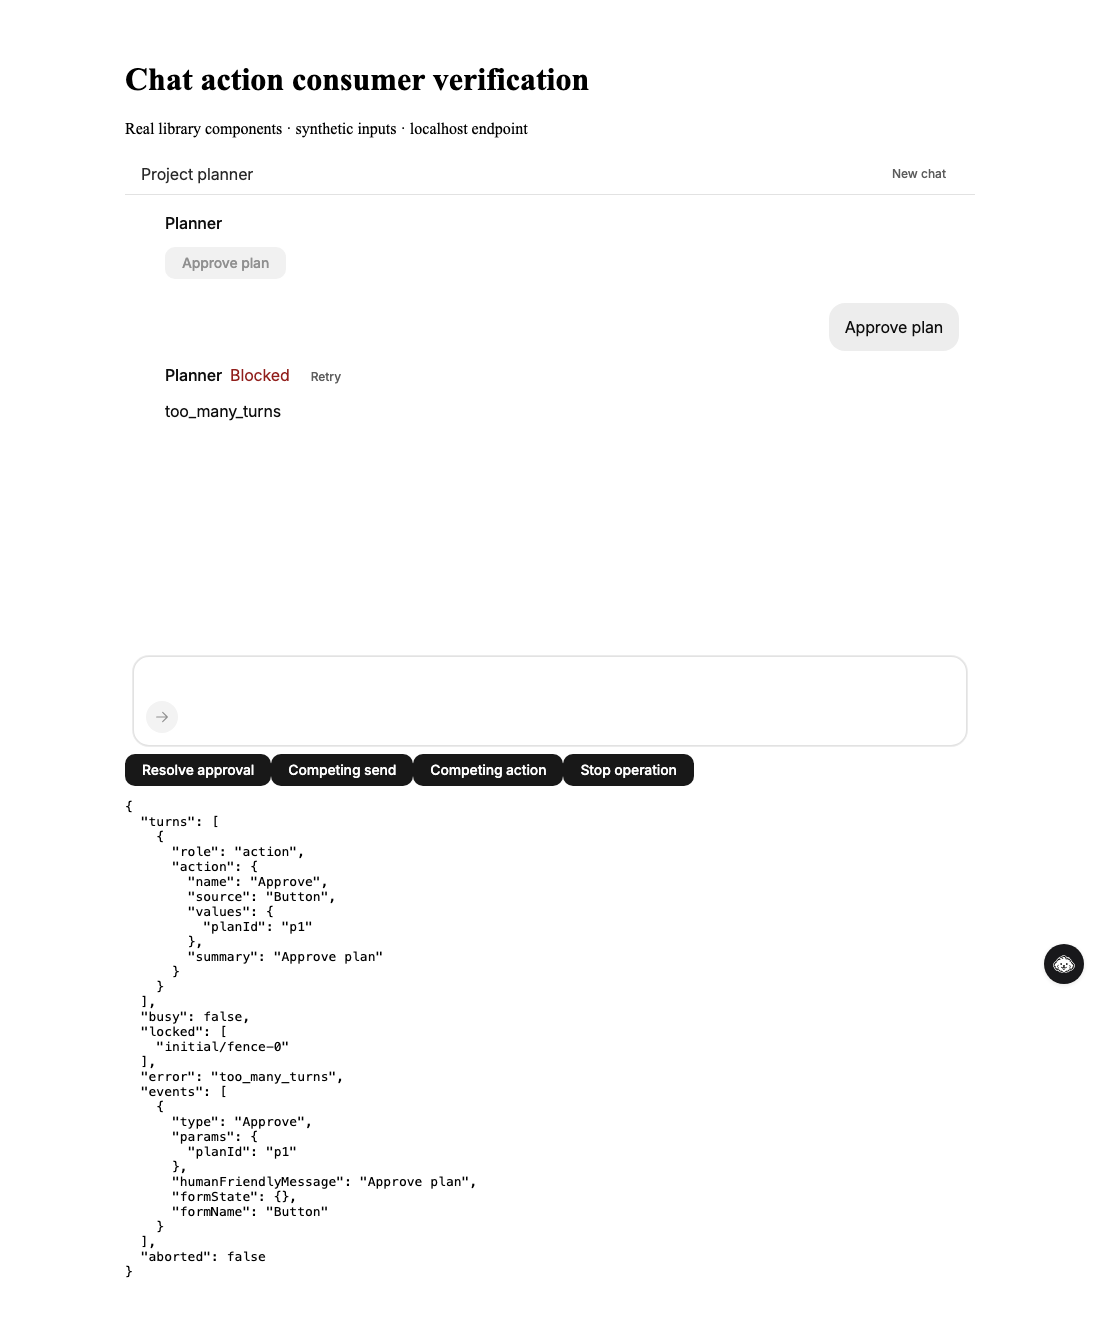 Chat action consumer verification
Real library components · synthetic inputs · localhost endpoint
Project planner
New chat
Planner
Approve plan
Approve plan
Planner Blocked Retry
too_many_turns
Resolve approval Competing send Competing action Stop operation
{
  "turns": [
    {
      "role": "action",
      "action": {
        "name": "Approve",
        "source": "Button",
        "values": {
          "planId": "p1"
        },
        "summary": "Approve plan"
      }
    }
  ],
  "busy": false,
  "locked": [
    "initial/fence-0"
  ],
  "error": "too_many_turns",
  "events": [
    {
      "type": "Approve",
      "params": {
        "planId": "p1"
      },
      "humanFriendlyMessage": "Approve plan",
      "formState": {},
      "formName": "Button"
    }
  ],
  "aborted": false
}